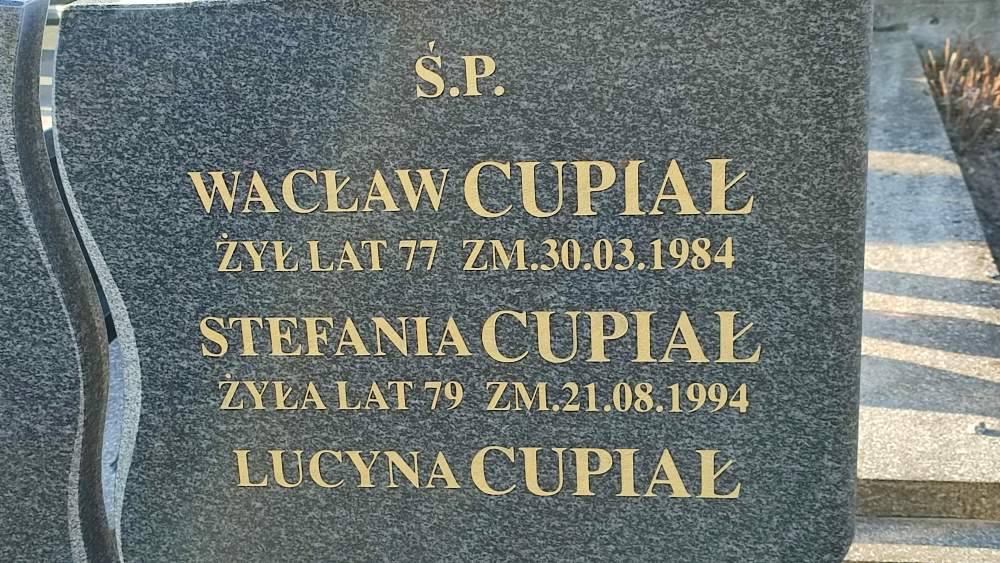 Ś.P.
WACŁAW CUPIAŁ
ŻYŁ LAT 77 ZM.30.03.1984
STEFANIA CUPIAŁ
ŻYŁA LAT 79 ZM.21.08.1994
LUCYNA CUPIAŁ